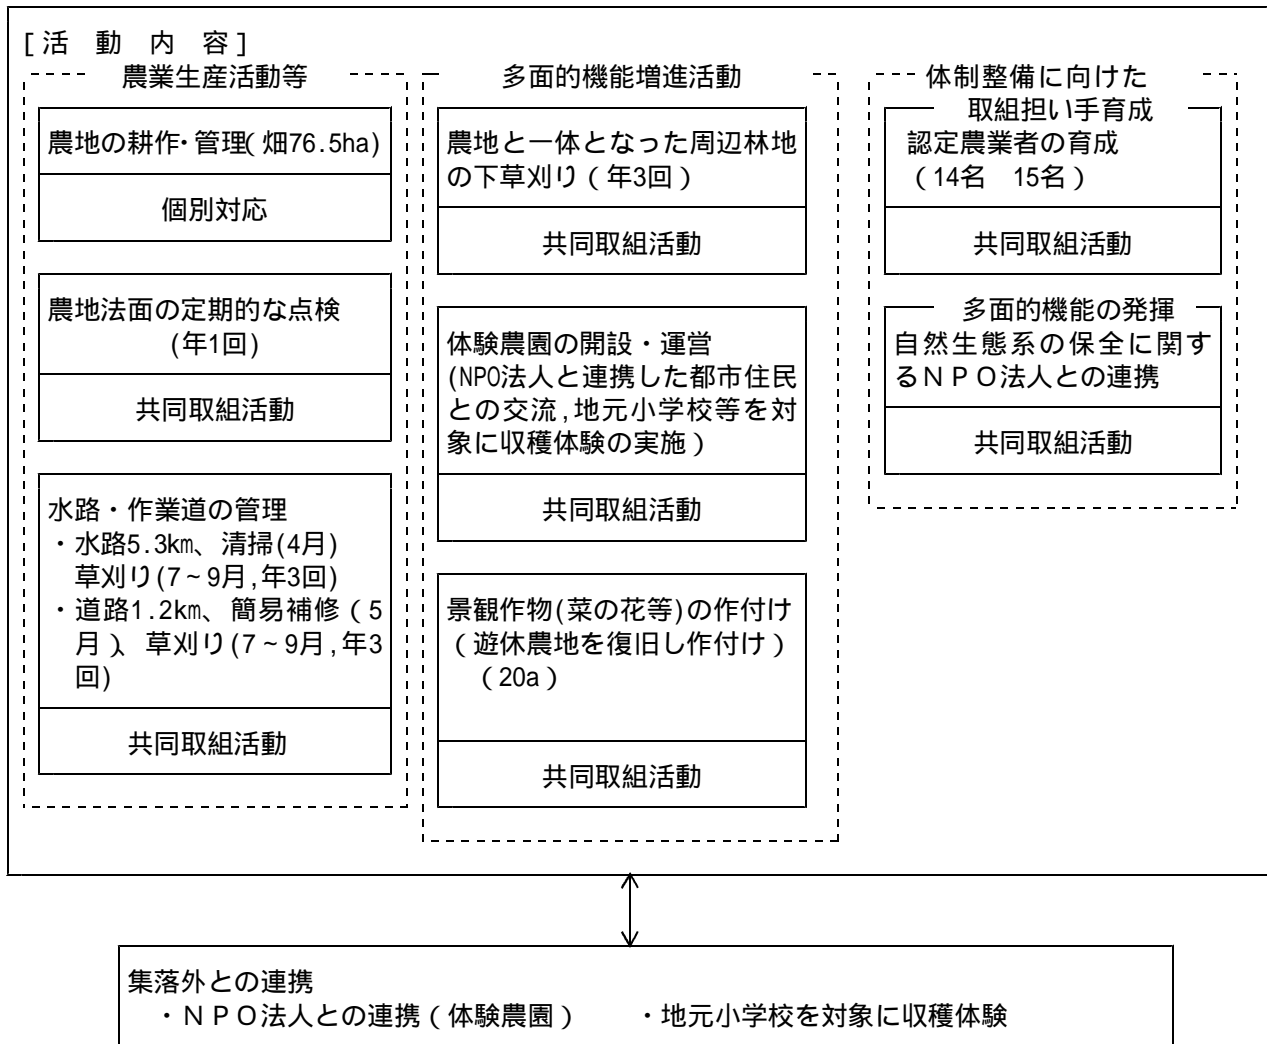 [活　動　内　容]
農業生産活動等
農地の耕作・管理(畑76.5ha)
個別対応
農地法面の定期的な点検
(年1回)
共同取組活動
水路・作業道の管理
・水路5.3km、清掃(4月)
草刈り(7~9月,年3回)
・道路1.2km、簡易補修（5
月）、草刈り(7~9月,年3
回)
共同取組活動
多面的機能増進活動
農地と一体となった周辺林地
の下草刈り（年3回）
共同取組活動
体験農園の開設・運営
(NPO法人と連携した都市住民
との交流,地元小学校等を対
象に収穫体験の実施）
共同取組活動
景観作物(菜の花等)の作付け
（遊休農地を復旧し作付け）
（20a）
共同取組活動
体制整備に向けた
取組担い手育成
認定農業者の育成
（14名　15名）
共同取組活動
多面的機能の発揮
自然生態系の保全に関す
るＮＰＯ法人との連携
共同取組活動
集落外との連携
・ＮＰＯ法人との連携（体験農園）　・地元小学校を対象に収穫体験